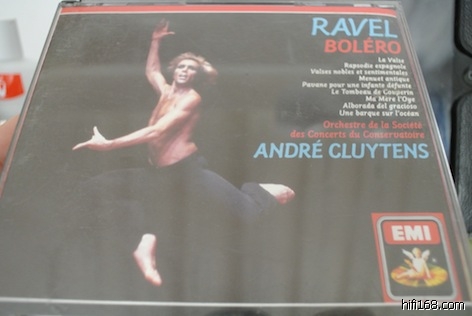 RAVEL
BOLÉRO
La Valse
Rapsodie espagnole
Valses nobles et sentimentales
Menuet antique
Pavane pour une infante défunte
Le Tombeau de Couperin
Ma Mère l'Oye
Alborada del gracioso
Une barque sur l'océan
Orchestre de la Société
des Concerts du Conservatoire
ANDRÉ CLUYTENS
EMI
hifi168.com